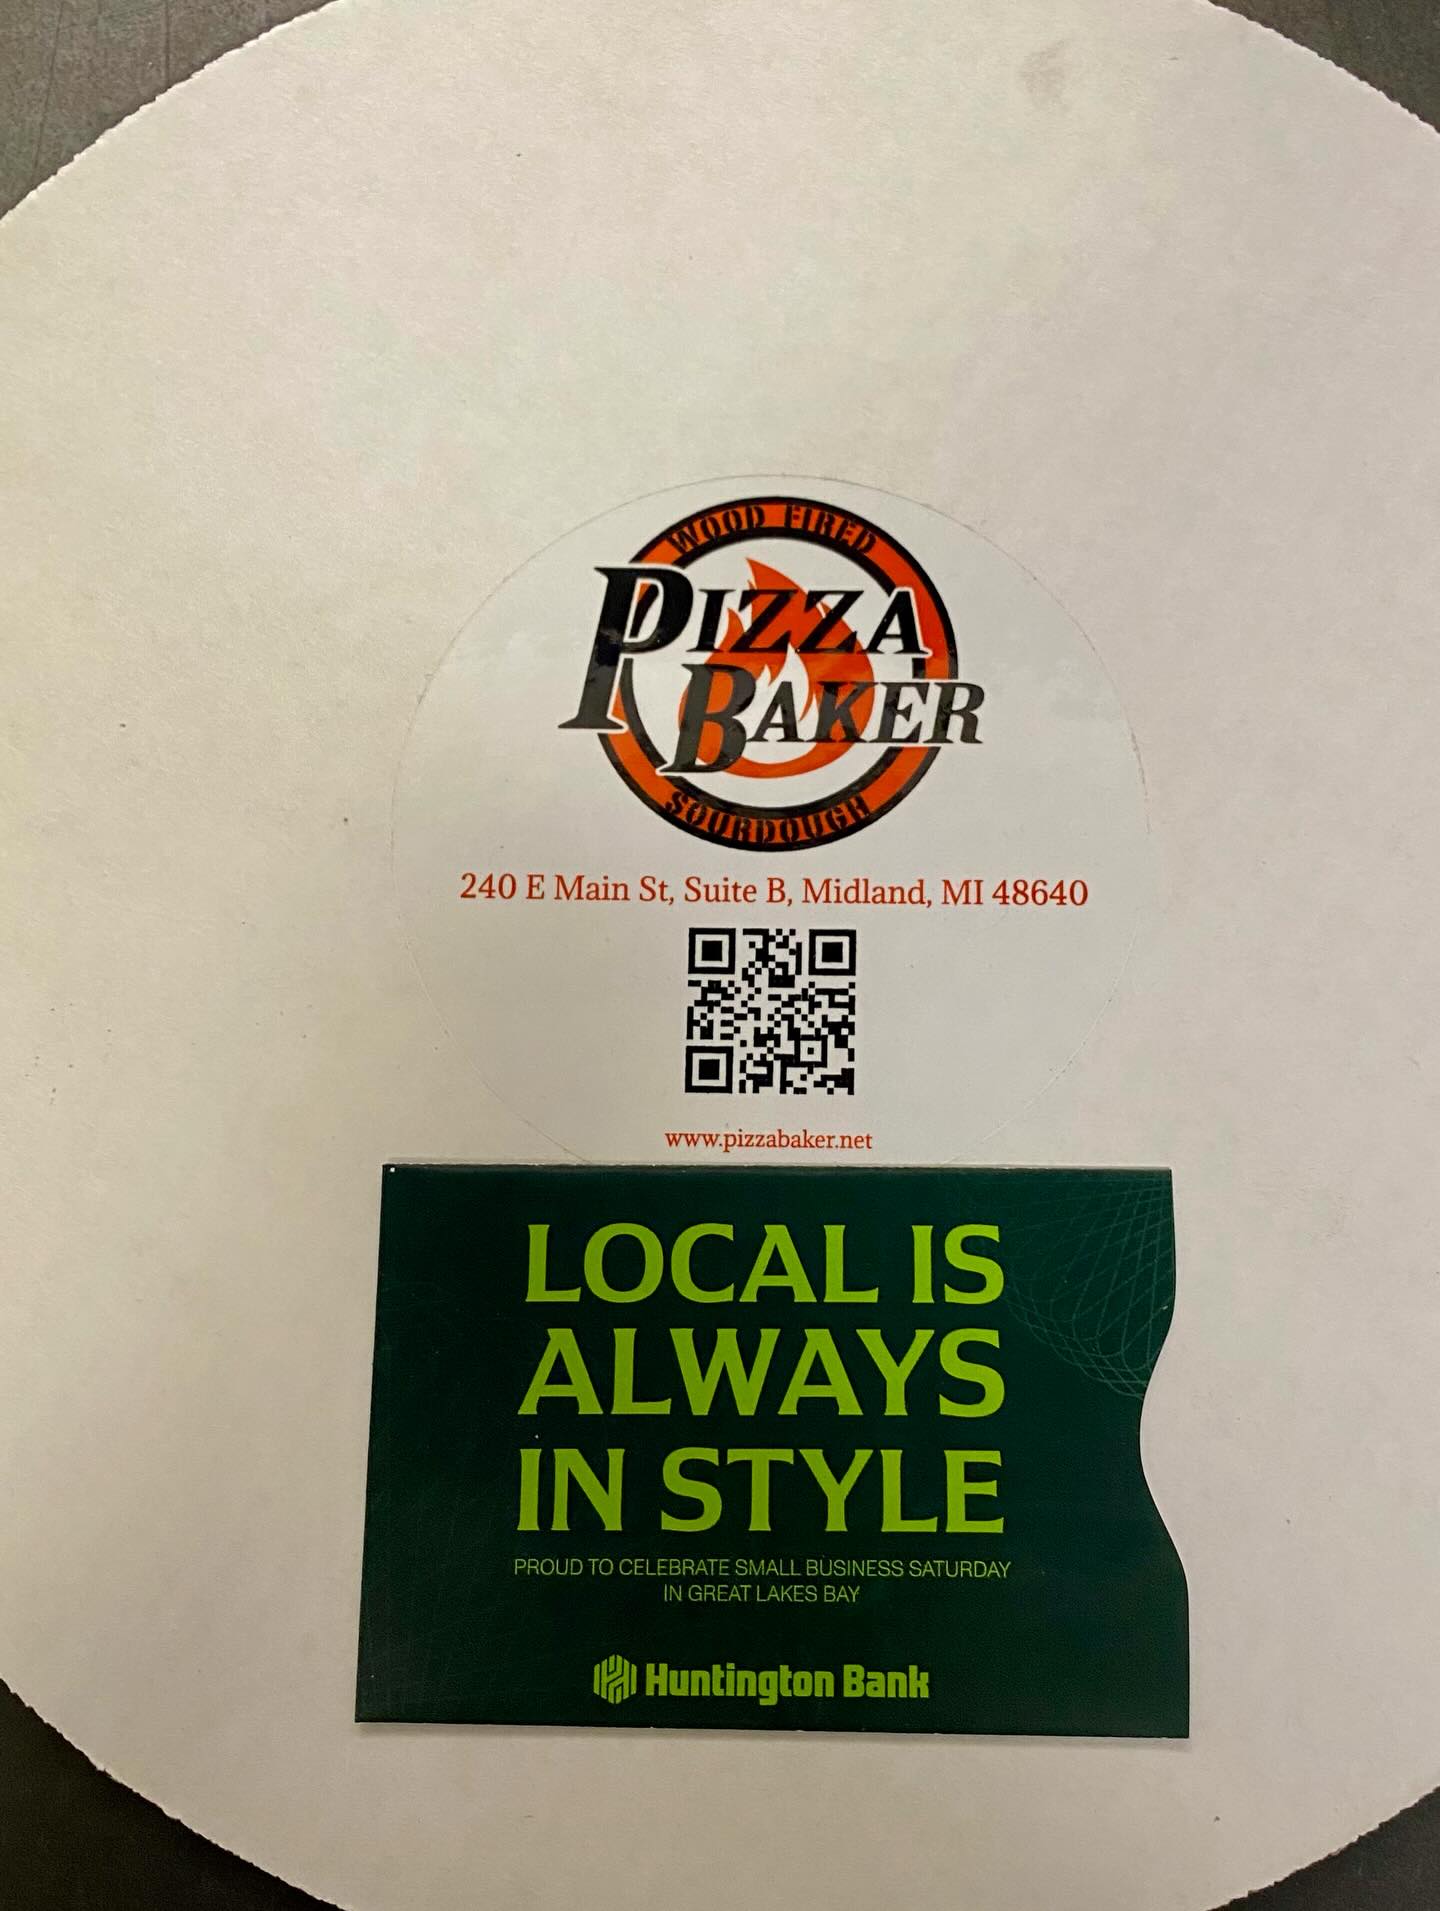 WOOD FIRED
PIZZA
BAKER
SOURDOUGH
240 E Main St, Suite B, Midland, MI 48640
www.pizzabaker.net
LOCAL IS
ALWAYS
IN STYLE
PROUD TO CELEBRATE SMALL BUSINESS SATURDAY
IN GREAT LAKES BAY
Huntington Bank